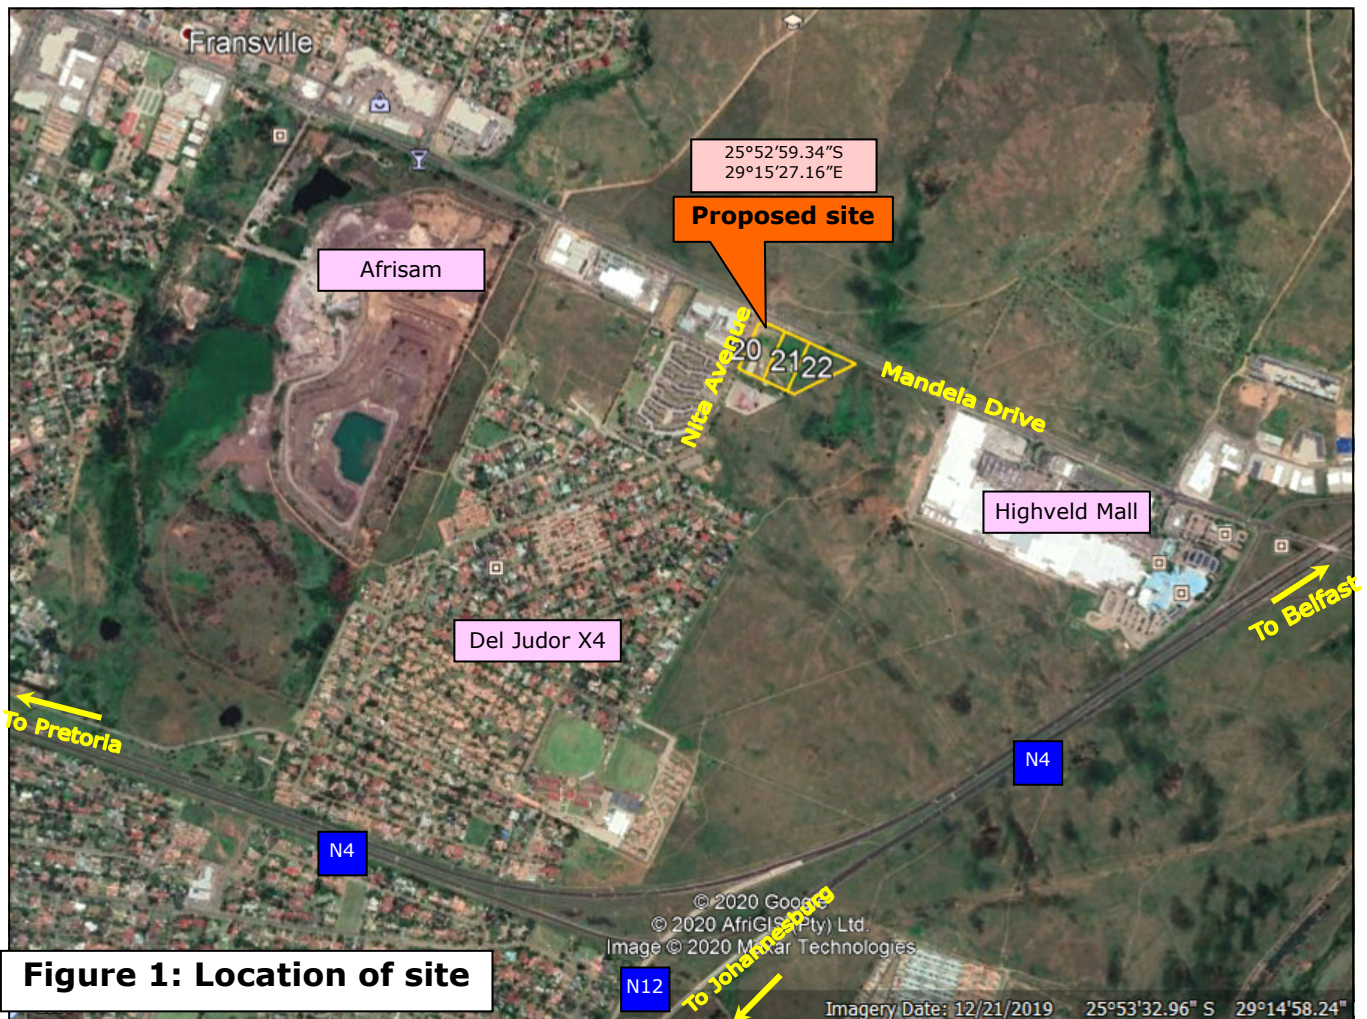 Fransville
25°52’59.34”S
29°15’27.16”E
Proposed site
Afrisam
Nita Avenue
20
21
22
Mandela Drive
Highveld Mall
To Belfast
Del Judor X4
To Pretoria
N4
N4
© 2020 Google
© 2020 AfriGIS (Pty) Ltd.
Image © 2020 Maxar Technologies
To Johannesburg
N12
Figure 1: Location of site
Imagery Date: 12/21/2019 25°53'32.96" S 29°14'58.24"